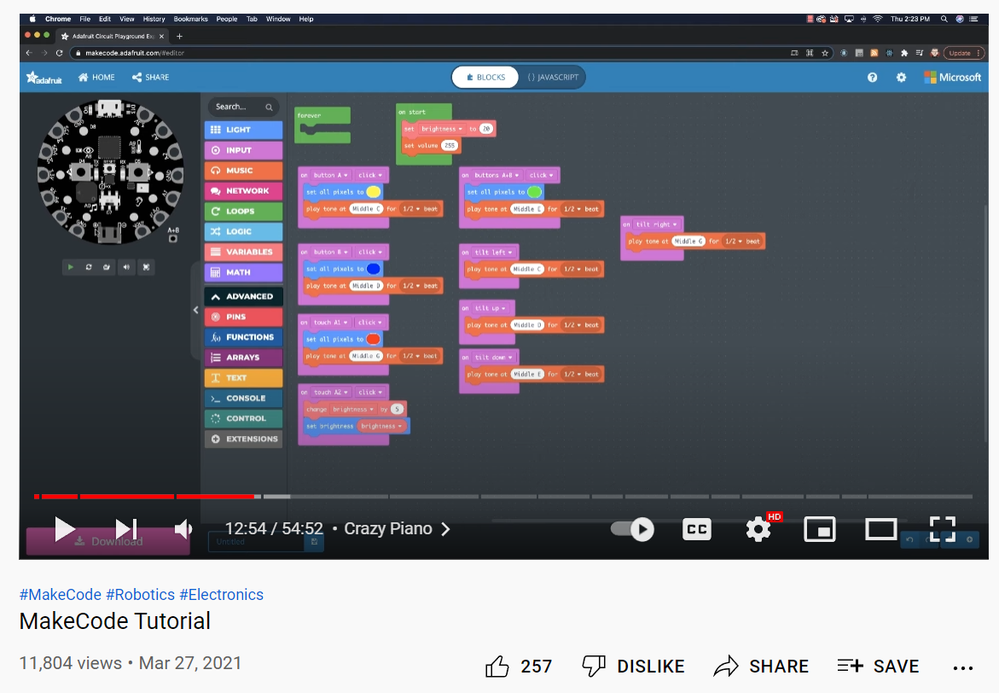 Chrome File Edit View History Bookmarks People Tab Window Help Thu 2:23 PM
Adafruit Circuit Playground Ex
makecode.adafruit.com/#editor Update
adafruit HOME SHARE BLOCKS {} JAVASCRIPT Microsoft
Search...
LIGHT
INPUT
MUSIC
NETWORK
LOOPS
LOGIC
VARIABLES
MATH
ADVANCED
PINS
FUNCTIONS
ARRAYS
TEXT
CONSOLE
CONTROL
EXTENSIONS
A+B
forever
on start
set brightness to 20
set volume 255
on button A click
set all pixels to
play tone at Middle C for 1/2 beat
on buttons A+B click
set all pixels to
play tone at Middle E for 1/2 beat
on tilt right
play tone at Middle G for 1/2 beat
on button B click
set all pixels to
play tone at Middle D for 1/2 beat
on tilt left
play tone at Middle C for 1/2 beat
on tilt up
play tone at Middle D for 1/2 beat
on touch A1 click
set all pixels to
play tone at Middle G for 1/2 beat
on tilt down
play tone at Middle E for 1/2 beat
on touch A2 click
change brightness by 5
set brightness brightness
Download
Untitled
12:54 / 54:52 • Crazy Piano
CC
HD
#MakeCode #Robotics #Electronics
MakeCode Tutorial
11,804 views • Mar 27, 2021
257 DISLIKE SHARE SAVE